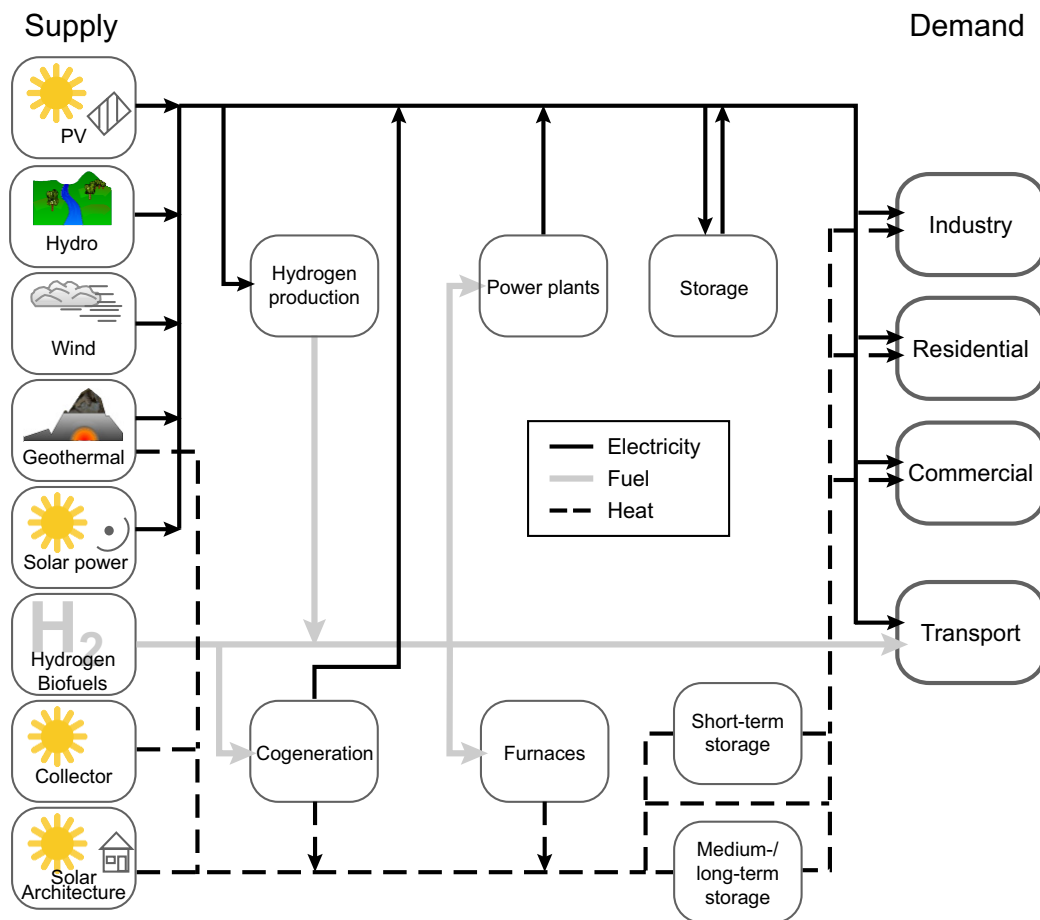 Supply
Demand
PV
Hydro
Wind
Geothermal
Solar power
H2
Hydrogen
Biofuels
Collector
Solar
Architecture
Hydrogen
production
Power plants
Storage
Electricity
Fuel
Heat
Cogeneration
Furnaces
Short-term
storage
Medium-/
long-term
storage
Industry
Residential
Commercial
Transport